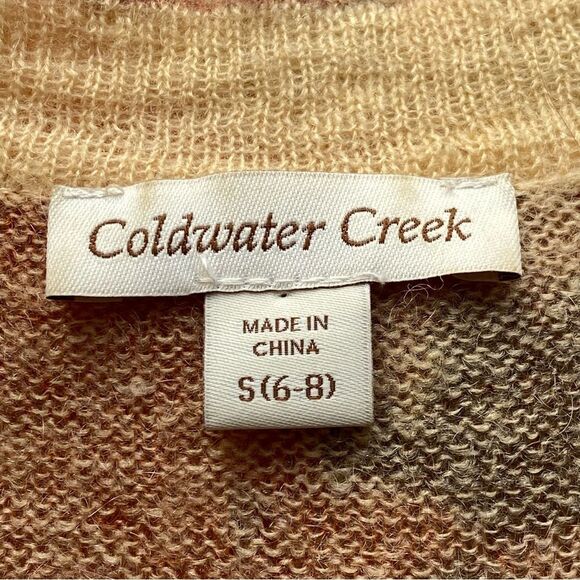 Coldwater Creek
MADE IN
CHINA
S(6-8)